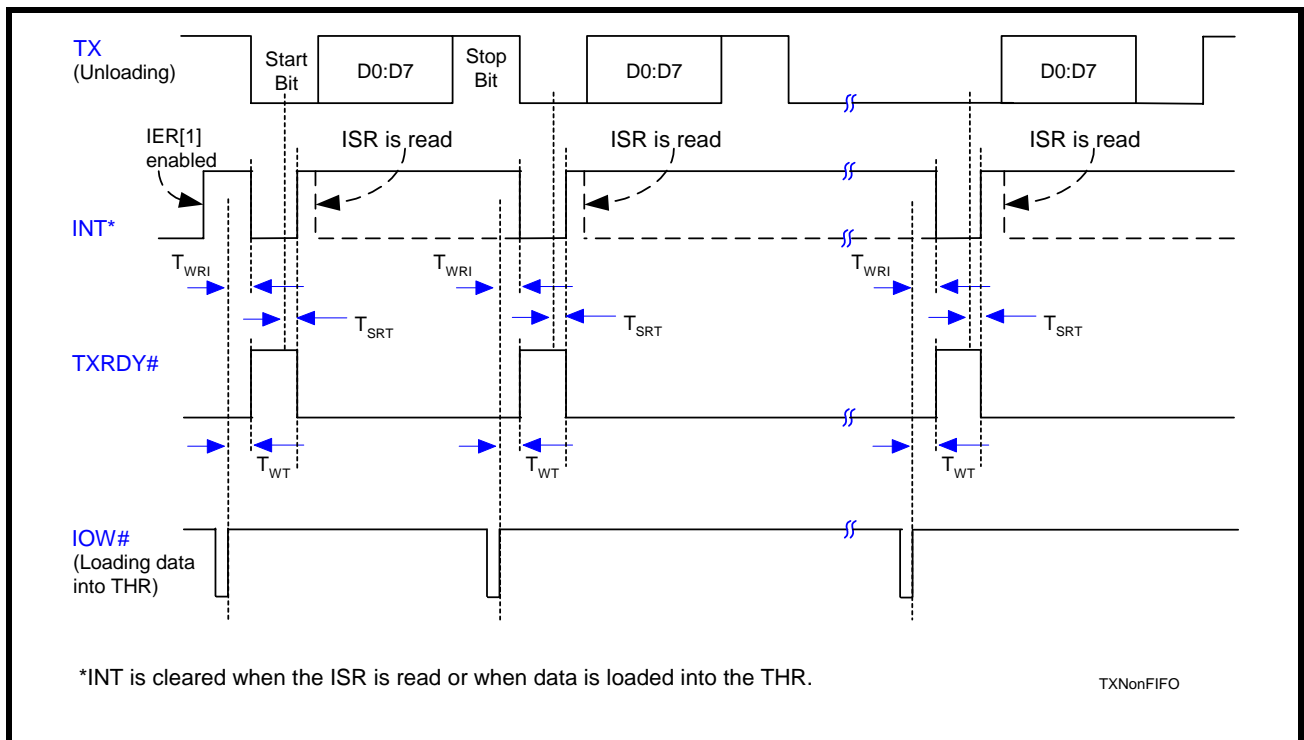 TX
(Unloading)
Start
Bit
D0:D7
Stop
Bit
D0:D7
D0:D7
IER[1]
enabled
ISR is read
ISR is read
ISR is read
INT*
TWRI
TWRI
TWRI
TSRT
TSRT
TSRT
TXRDY#
TWT
TWT
TWT
IOW#
(Loading data
into THR)
*INT is cleared when the ISR is read or when data is loaded into the THR.
TXNonFIFO